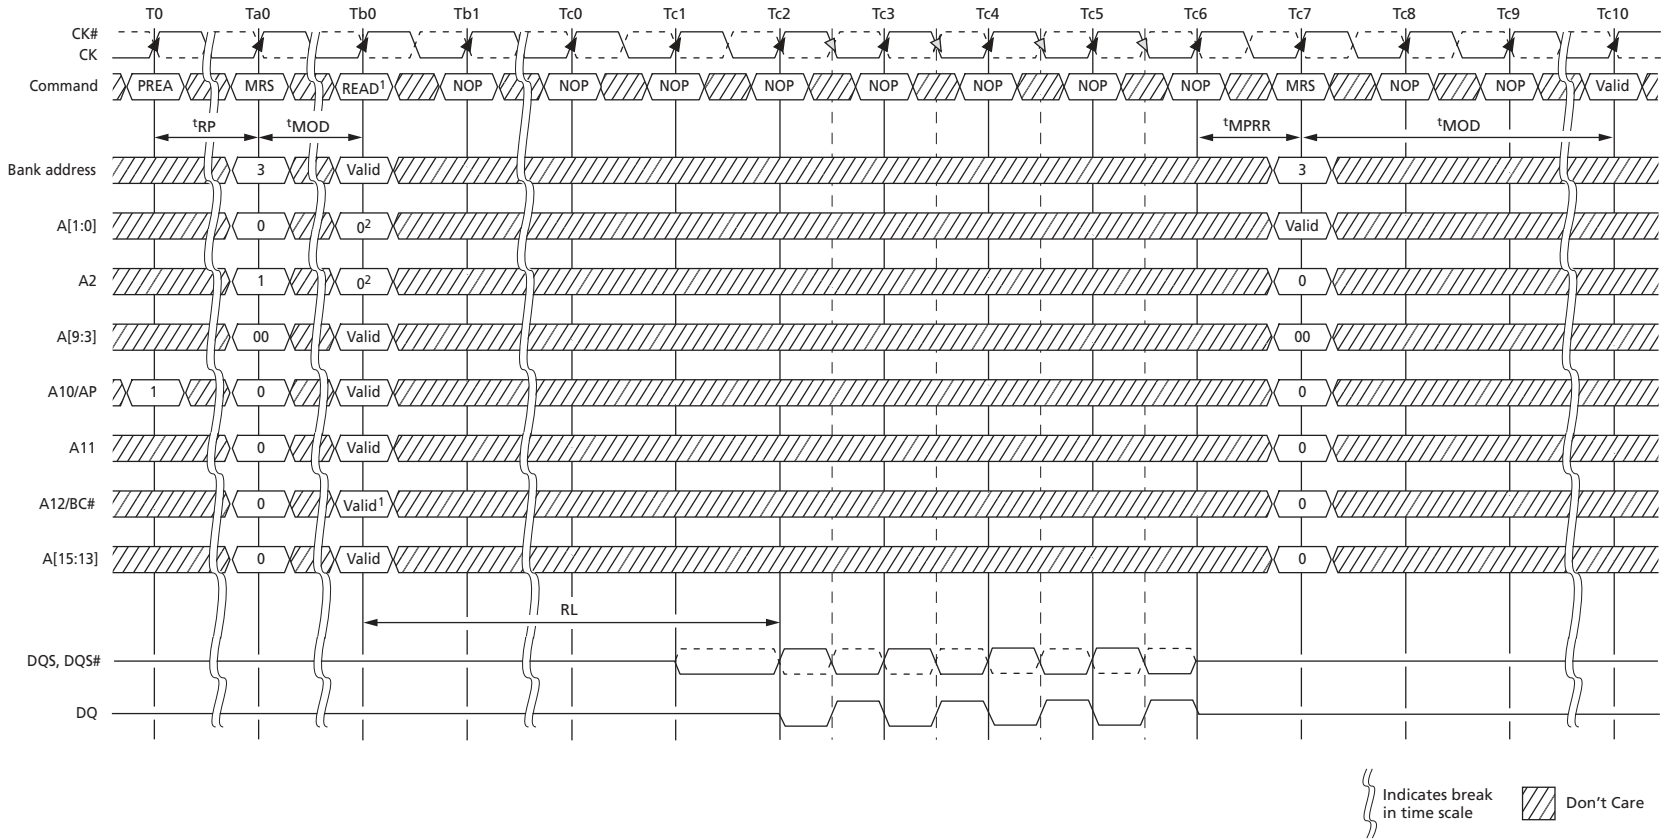 T0 Ta0 Tb0 Tb1 Tc0 Tc1 Tc2 Tc3 Tc4 Tc5 Tc6 Tc7 Tc8 Tc9 Tc10
CK#
CK
Command PREA MRS READ1 NOP NOP NOP NOP NOP NOP NOP NOP MRS NOP NOP Valid
tRP tMOD tMPRR tMOD
Bank address 3 Valid 3
A[1:0] 0 02 Valid
A2 1 02 0
A[9:3] 00 Valid 00
A10/AP 1 0 Valid 0
A11 0 Valid 0
A12/BC# 0 Valid1 0
A[15:13] 0 Valid 0
RL
DQS, DQS#
DQ
Indicates break
in time scale
Don't Care